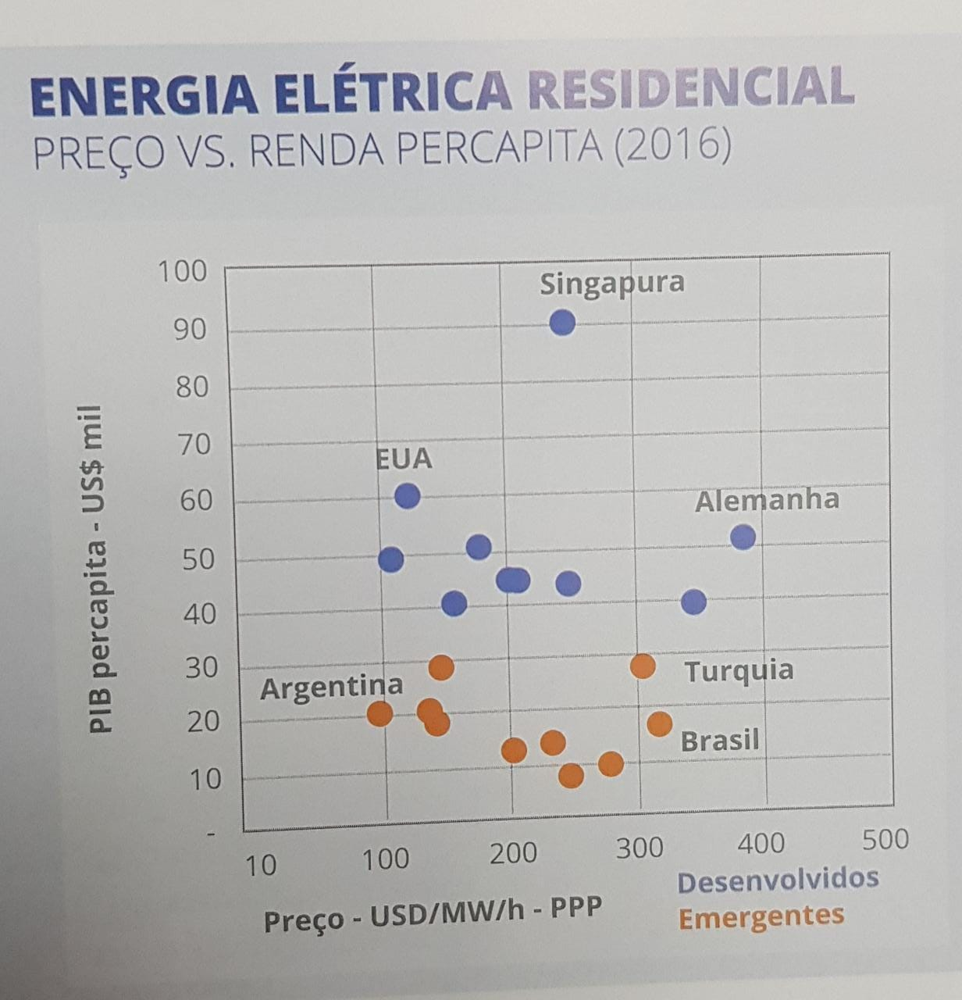 ENERGIA ELÉTRICA RESIDENCIAL
PREÇO VS. RENDA PERCAPITA (2016)
100
90
80
70
60
50
40
30
20
10
-
PIB percapita - US$ mil
Singapura
EUA
Alemanha
Argentina
Turquia
Brasil
10 100 200 300 400 500
Preço - USD/MW/h - PPP
Desenvolvidos
Emergentes